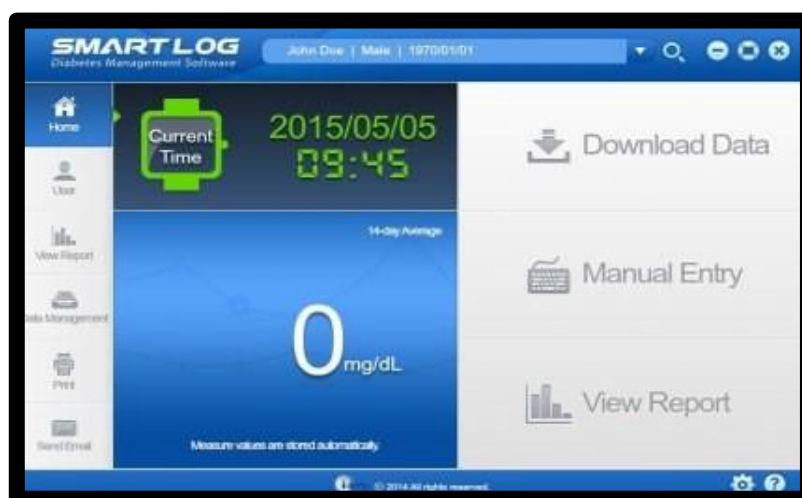 SMART LOG
Diabetes Management Software
John Doe | Male | 1970/01/01
Home
User
View Report
Data Management
Print
Send Email
Current
Time
2015/05/05
09:45
14-day Average
0 mg/dL
Measure values are stored automatically.
Download Data
Manual Entry
View Report
© 2014 All rights reserved.